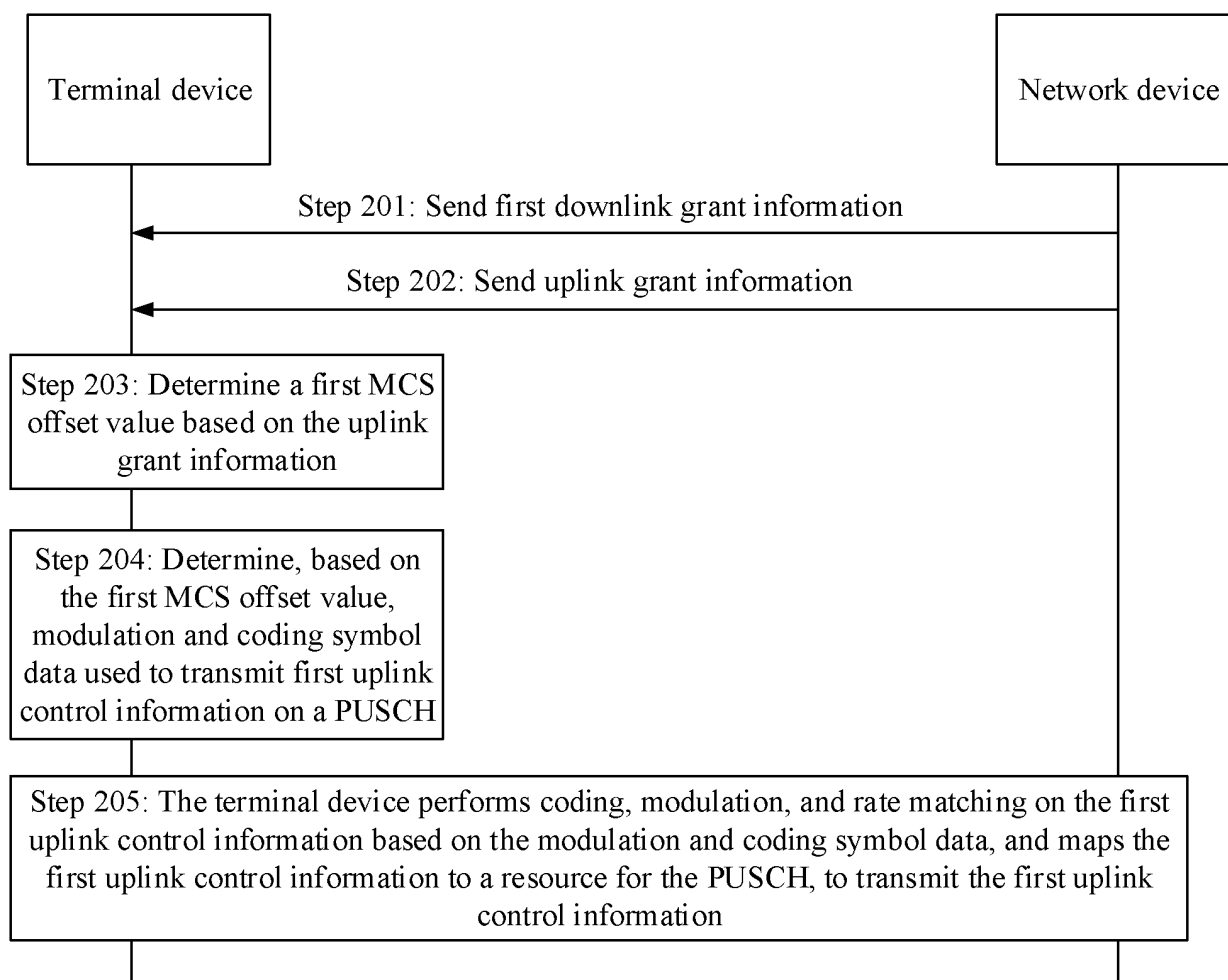 Terminal device
Network device
Step 201: Send first downlink grant information
Step 202: Send uplink grant information
Step 203: Determine a first MCS
offset value based on the uplink
grant information
Step 204: Determine, based on
the first MCS offset value,
modulation and coding symbol
data used to transmit first uplink
control information on a PUSCH
Step 205: The terminal device performs coding, modulation, and rate matching on the first
uplink control information based on the modulation and coding symbol data, and maps the
first uplink control information to a resource for the PUSCH, to transmit the first uplink
control information